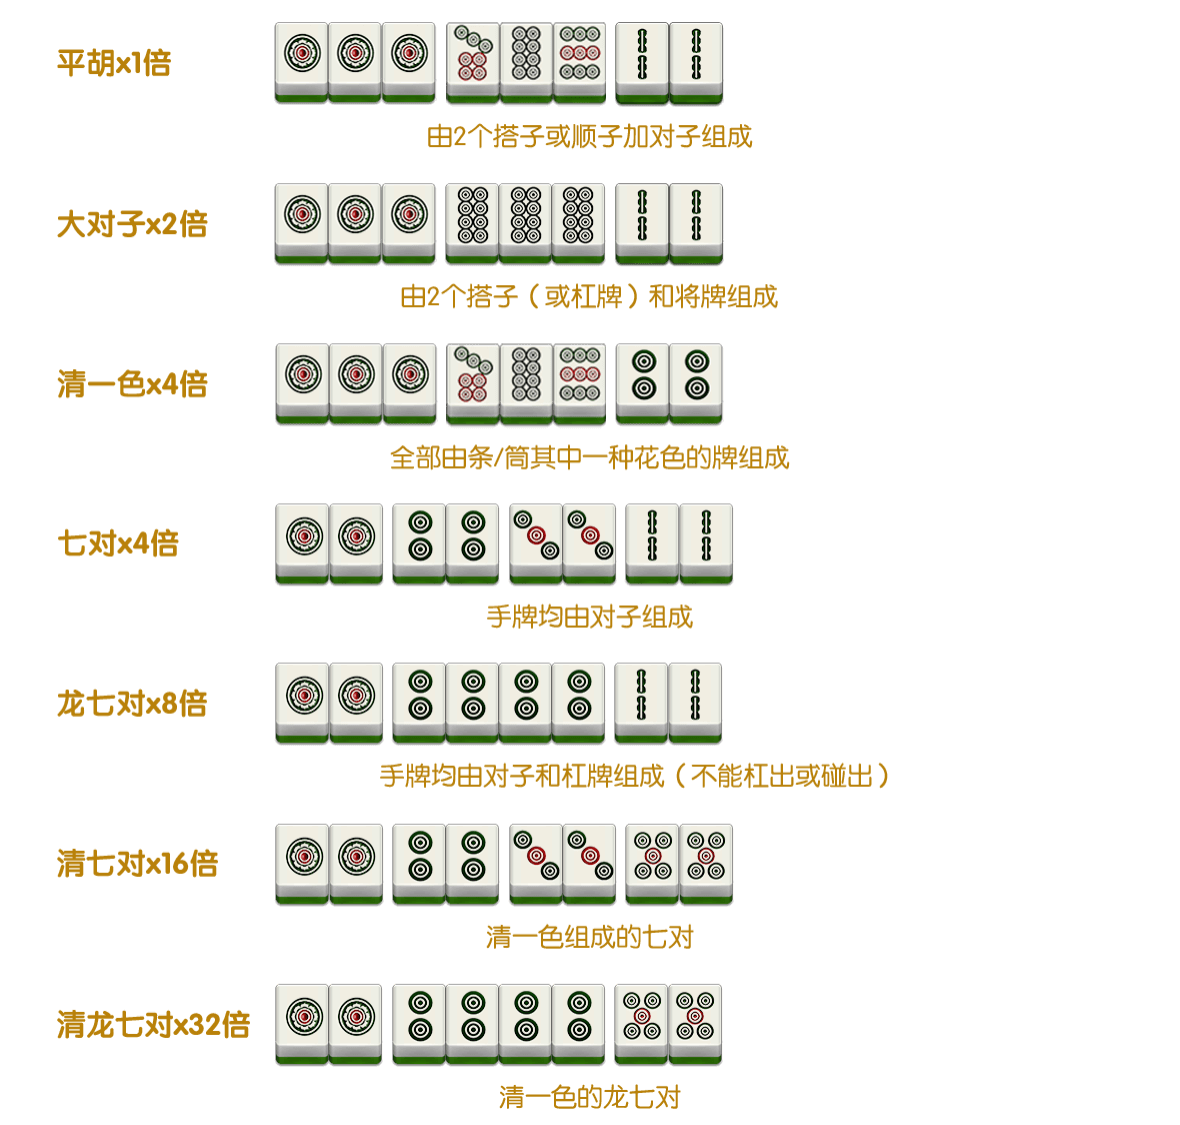 平胡x1倍
由2个搭子或顺子加对子组成
大对子x2倍
由2个搭子（或杠牌）和将牌组成
清一色x4倍
全部由条/筒其中一种花色的牌组成
七对x4倍
手牌均由对子组成
龙七对x8倍
手牌均由对子和杠牌组成（不能杠出或碰出）
清七对x16倍
清一色组成的七对
清龙七对x32倍
清一色的龙七对